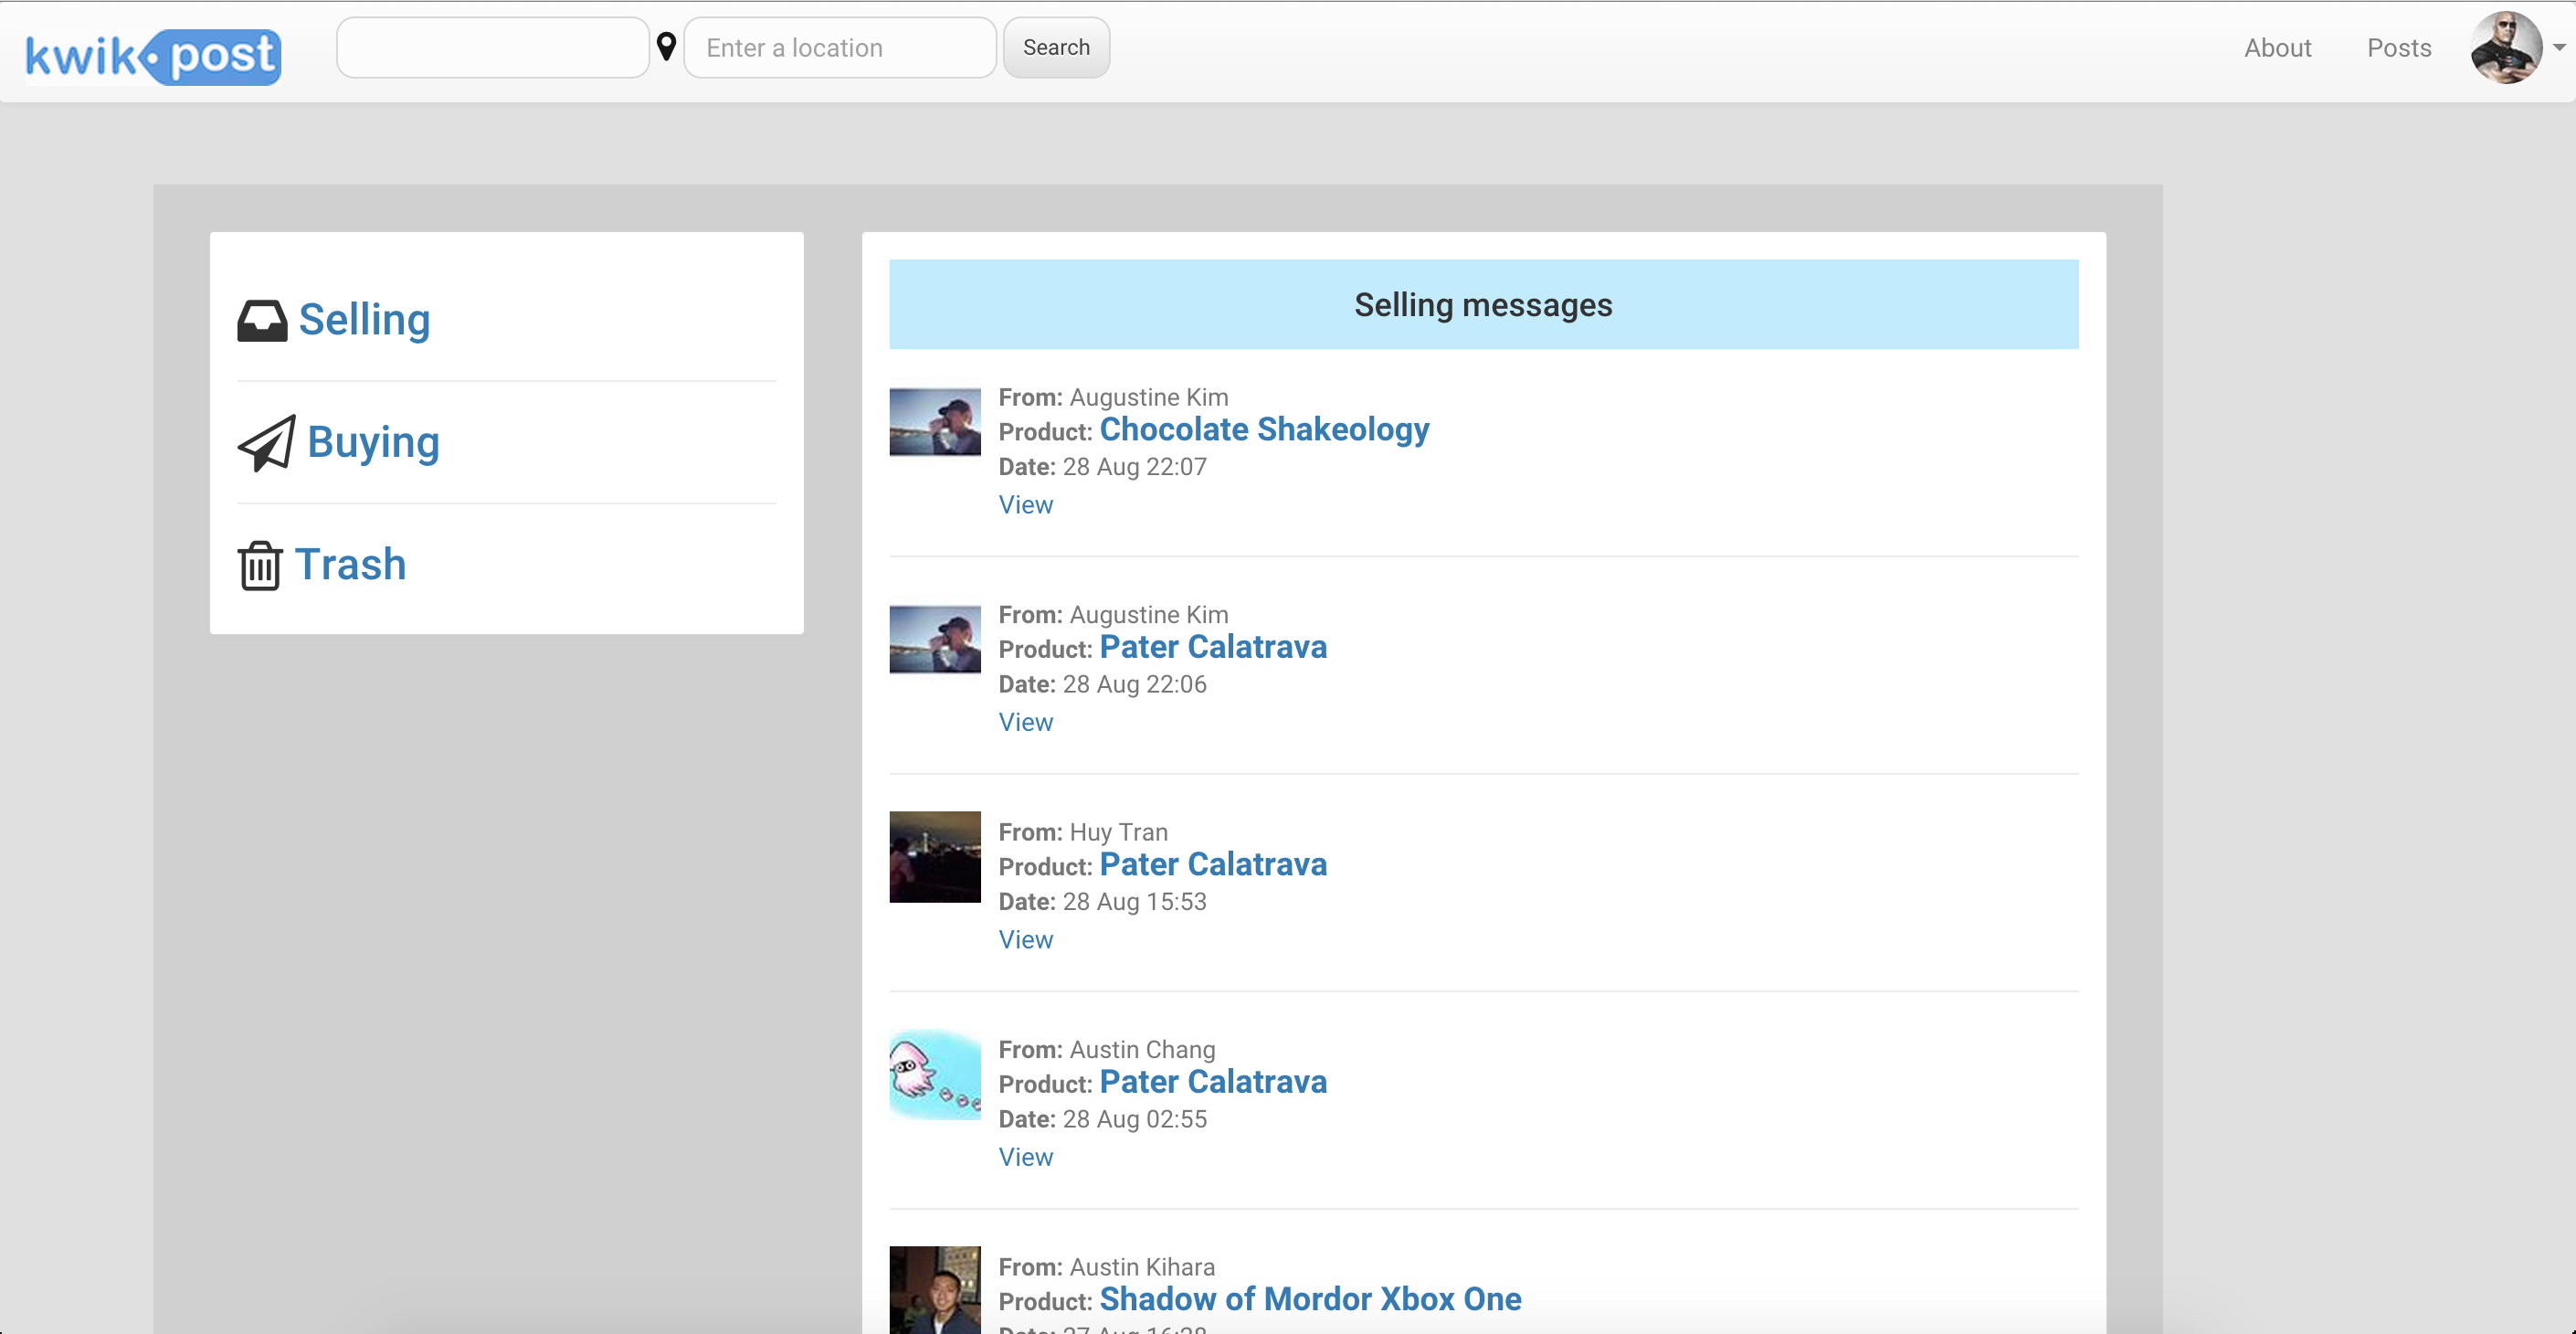 kwik post
Enter a location
Search
About
Posts
Selling
Buying
Trash
Selling messages
From: Augustine Kim
Product: Chocolate Shakeology
Date: 28 Aug 22:07
View
From: Augustine Kim
Product: Pater Calatrava
Date: 28 Aug 22:06
View
From: Huy Tran
Product: Pater Calatrava
Date: 28 Aug 15:53
View
From: Austin Chang
Product: Pater Calatrava
Date: 28 Aug 02:55
View
From: Austin Kihara
Product: Shadow of Mordor Xbox One
Date: 27 Aug